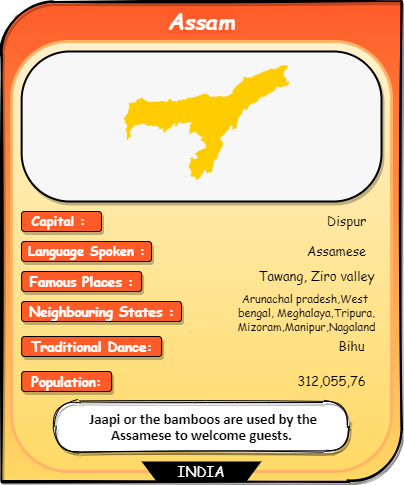 Assam
Capital : Dispur
Language Spoken : Assamese
Famous Places : Tawang, Ziro valley
Neighbouring States : Arunachal pradesh,West
bengal, Meghalaya,Tripura,
Mizoram,Manipur,Nagaland
Traditional Dance: Bihu
Population: 312,055,76
Jaapi or the bamboos are used by the
Assamese to welcome guests.
INDIA